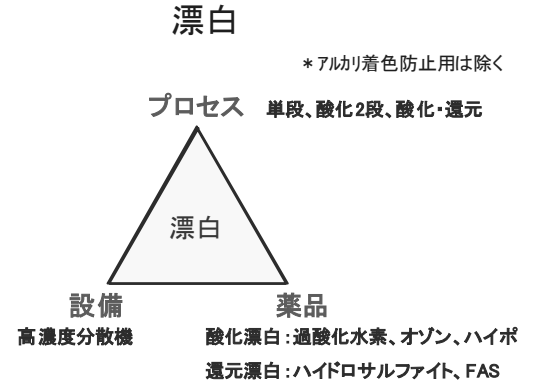 漂白
＊ｱﾙｶﾘ着色防止用は除く
プロセス 単段、酸化2段、酸化・還元
漂白
設備 薬品
高濃度分散機 酸化漂白：過酸化水素、オゾン、ハイポ
還元漂白：ハイドロサルファイト、FAS